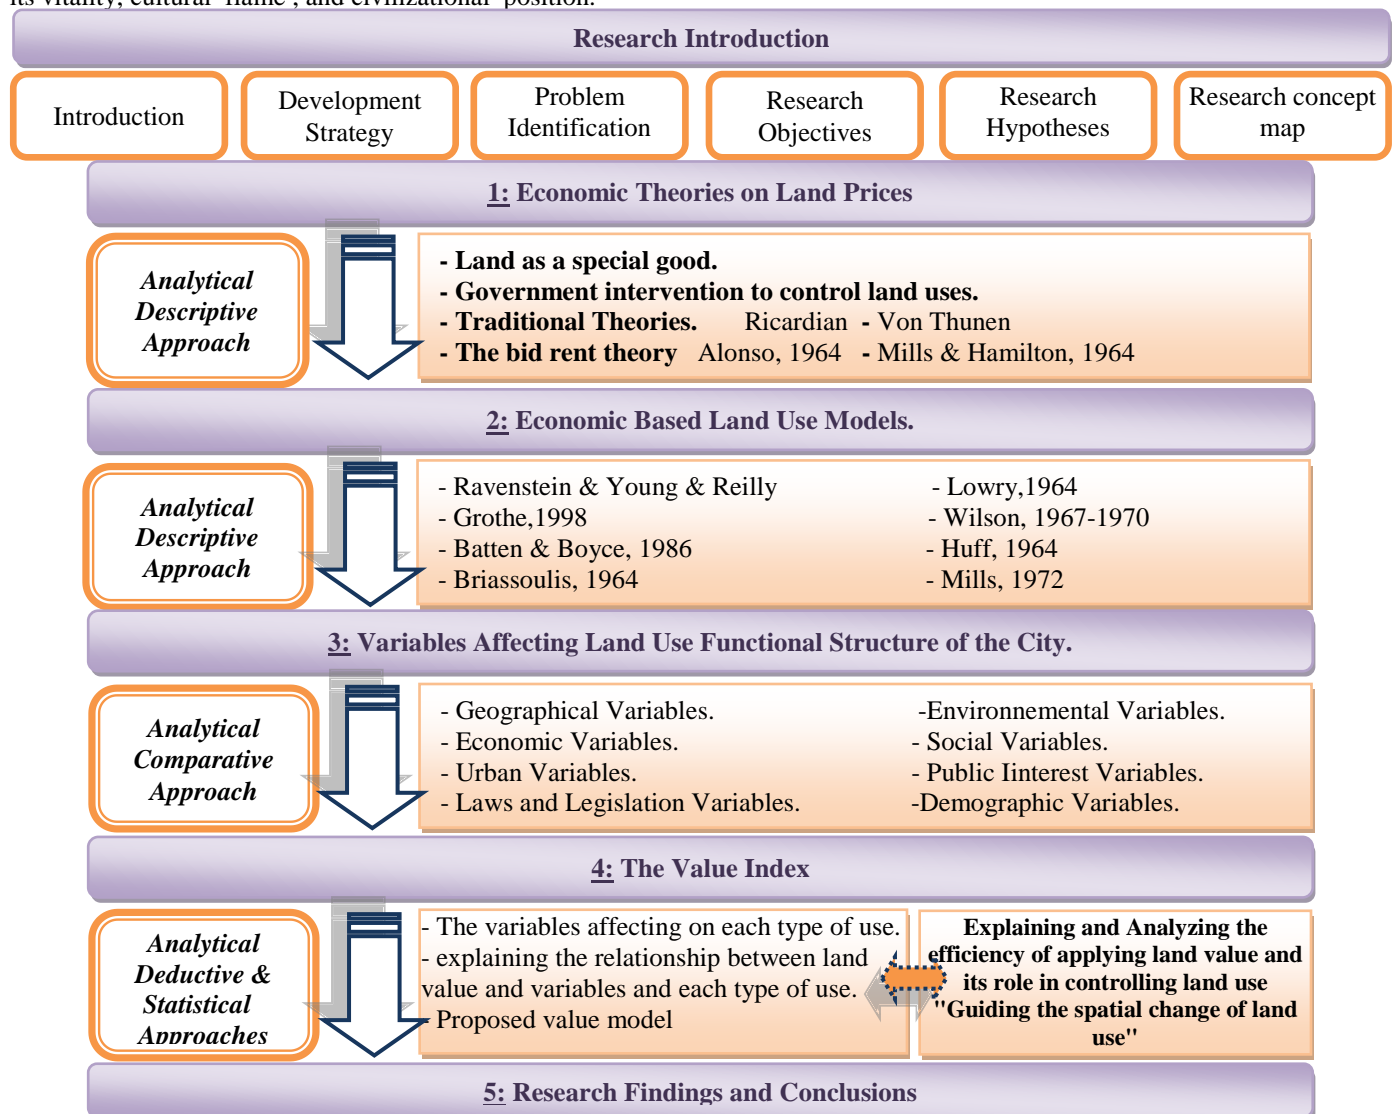 its vitality, cultural 'flame', and civilizational position.
Research Introduction
Introduction
Development
Strategy
Problem
Identification
Research
Objectives
Research
Hypotheses
Research concept
map
1: Economic Theories on Land Prices
Analytical
Descriptive
Approach
- Land as a special good.
- Government intervention to control land uses.
- Traditional Theories. Ricardian - Von Thunen
- The bid rent theory Alonso, 1964 - Mills & Hamilton, 1964
2: Economic Based Land Use Models.
Analytical
Descriptive
Approach
- Ravenstein & Young & Reilly
- Grothe,1998
- Batten & Boyce, 1986
- Briassoulis, 1964
- Lowry,1964
- Wilson, 1967-1970
- Huff, 1964
- Mills, 1972
3: Variables Affecting Land Use Functional Structure of the City.
Analytical
Comparative
Approach
- Geographical Variables.
- Economic Variables.
- Urban Variables.
- Laws and Legislation Variables.
-Environnemental Variables.
- Social Variables.
- Public Iinterest Variables.
-Demographic Variables.
4: The Value Index
Analytical
Deductive &
Statistical
Approaches
- The variables affecting on each type of use.
- explaining the relationship between land
value and variables and each type of use.
- Proposed value model
Explaining and Analyzing the
efficiency of applying land value and
its role in controlling land use
"Guiding the spatial change of land
use"
5: Research Findings and Conclusions